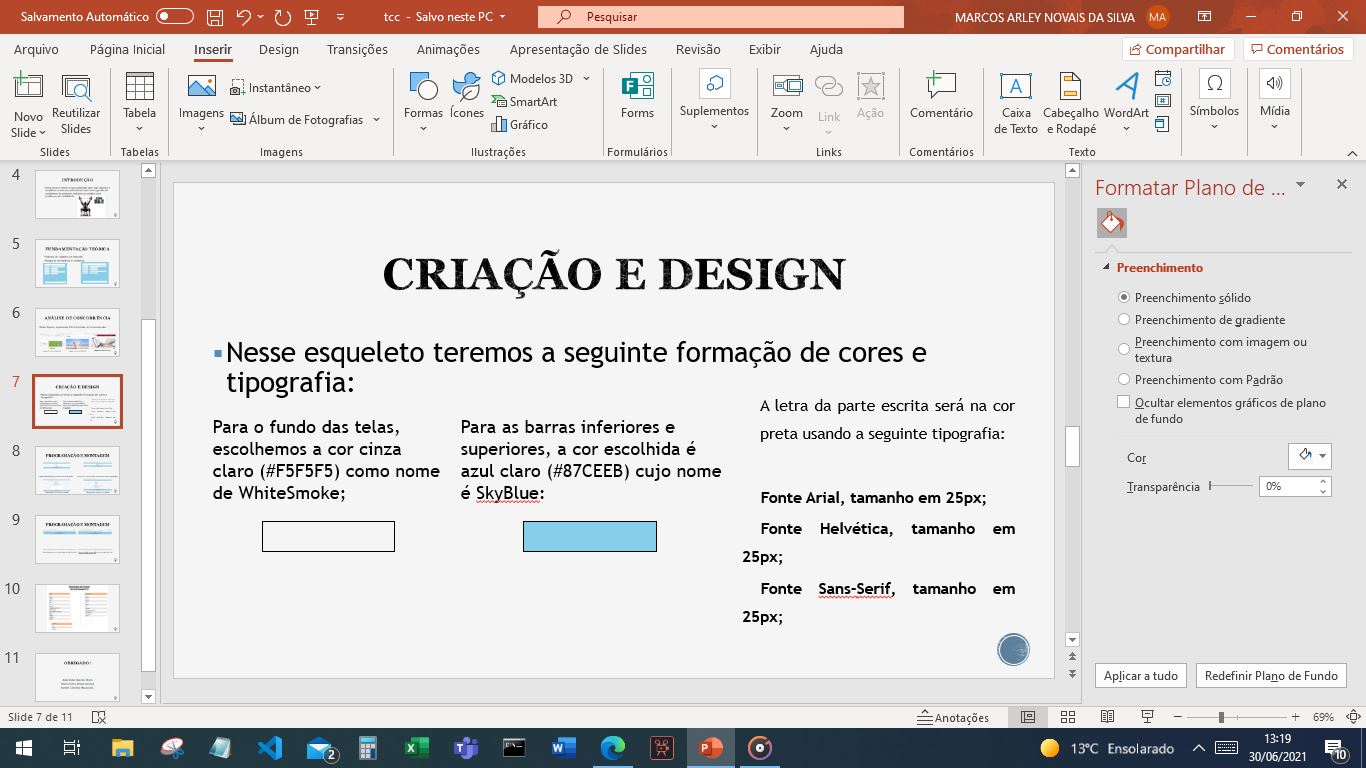 Salvamento Automático
tcc - Salvo neste PC
Pesquisar
MARCOS ARLEY NOVAIS DA SILVA
MA
Arquivo
Página Inicial
Inserir
Design
Transições
Animações
Apresentação de Slides
Revisão
Exibir
Ajuda
Compartilhar
Comentários
Novo
Slide
Reutilizar
Slides
Slides
Tabela
Tabelas
Imagens
Instantâneo
Álbum de Fotografias
Imagens
Formas
Ícones
Modelos 3D
SmartArt
Gráfico
Ilustrações
Forms
Formulários
Suplementos
Zoom
Link
Ação
Links
Comentário
Comentários
Caixa
de Texto
Cabeçalho
e Rodapé
WordArt
Texto
Símbolos
Mídia
4
INTRODUÇÃO
5
FUNDAMENTAÇÃO TEÓRICA
6
ANÁLISE DE CONCORRÊNCIA
7
CRIAÇÃO E DESIGN
8
PROGRAMAÇÃO E MONTAGEM
9
PROGRAMAÇÃO E MONTAGEM
10
11
OBRIGADO!
CRIAÇÃO E DESIGN
Nesse esqueleto teremos a seguinte formação de cores e
tipografia:
Para o fundo das telas,
escolhemos a cor cinza
claro (#F5F5F5) como nome
de WhiteSmoke;
Para as barras inferiores e
superiores, a cor escolhida é
azul claro (#87CEEB) cujo nome
é SkyBlue:
A letra da parte escrita será na cor
preta usando a seguinte tipografia:
Fonte Arial, tamanho em 25px;
Fonte Helvética, tamanho em
25px;
Fonte Sans-Serif, tamanho em
25px;
Formatar Plano de ...
Preenchimento
Preenchimento sólido
Preenchimento de gradiente
Preenchimento com imagem ou
textura
Preenchimento com Padrão
Ocultar elementos gráficos de plano
de fundo
Cor
Transparência
0%
Aplicar a tudo
Redefinir Plano de Fundo
Slide 7 de 11
Anotações
69%
2
13°C Ensolarado
13:19
30/06/2021
10